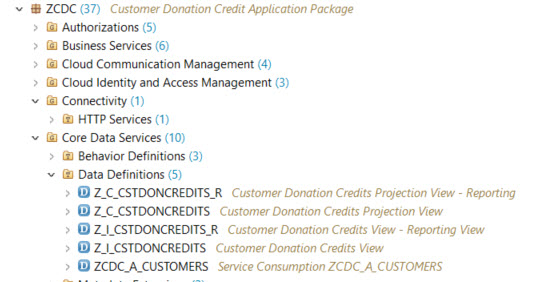 ZCDC (37) Customer Donation Credit Application Package
Authorizations (5)
Business Services (6)
Cloud Communication Management (4)
Cloud Identity and Access Management (3)
Connectivity (1)
HTTP Services (1)
Core Data Services (10)
Behavior Definitions (3)
Data Definitions (5)
Z_C_CSTDONCREDITS_R Customer Donation Credits Projection View - Reporting
Z_C_CSTDONCREDITS Customer Donation Credits Projection View
Z_I_CSTDONCREDITS_R Customer Donation Credits View - Reporting View
Z_I_CSTDONCREDITS Customer Donation Credits View
ZCDC_A_CUSTOMERS Service Consumption ZCDC_A_CUSTOMERS